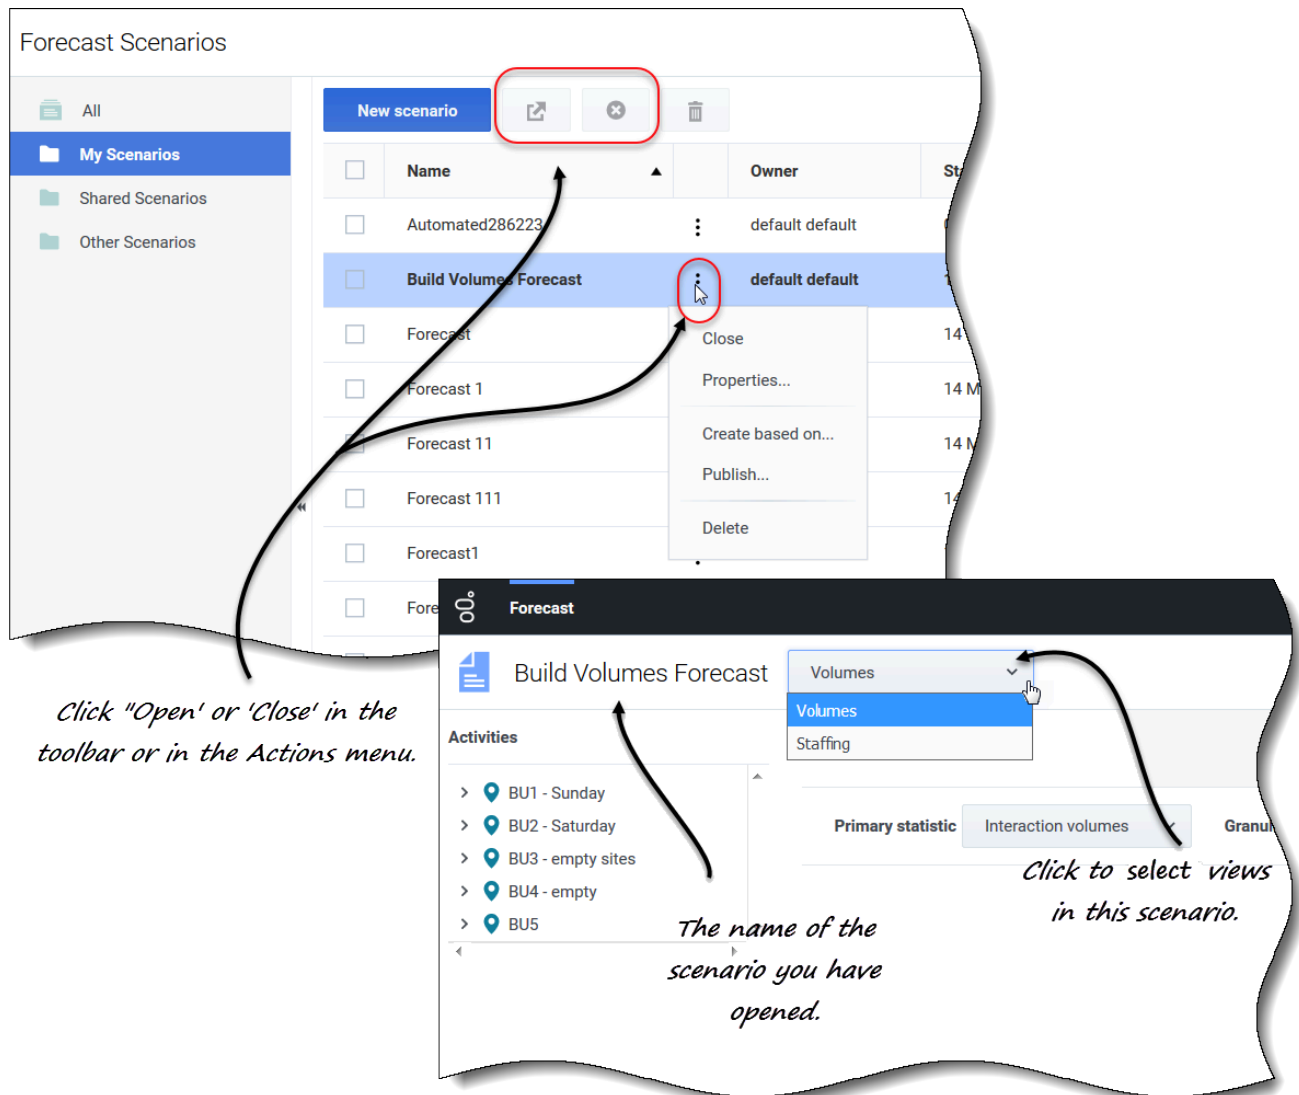 Forecast Scenarios
All
My Scenarios
Shared Scenarios
Other Scenarios
New scenario
Name
Owner
Automated286223
default default
Build Volumes Forecast
default default
Forecast
14
Forecast 1
14 M
Forecast 11
14 M
Forecast 111
14
Forecast1
Close
Properties...
Create based on...
Publish...
Delete
Click "Open' or 'Close' in the
toolbar or in the Actions menu.
Forecast
Build Volumes Forecast
Volumes
Volumes
Staffing
Activities
BU1 - Sunday
BU2 - Saturday
BU3 - empty sites
BU4 - empty
BU5
Primary statistic
Interaction volumes
The name of the
scenario you have
opened.
Click to select views
in this scenario.